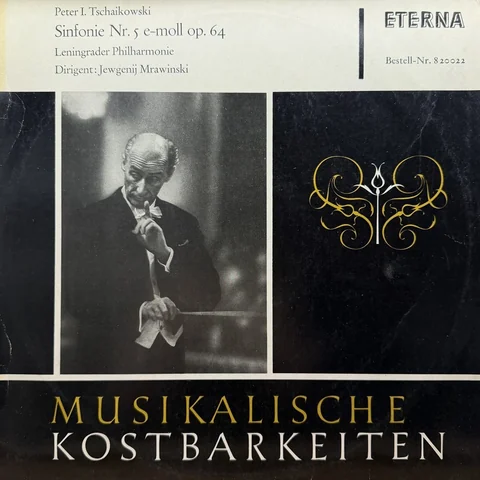 Peter I. Tschaikowski
Sinfonie Nr. 5 e-moll op. 64
Leningrader Philharmonie
Dirigent: Jewgenij Mrawinski
ETERNA
Bestell-Nr. 820022
MUSIKALISCHE
KOSTBARKEITEN